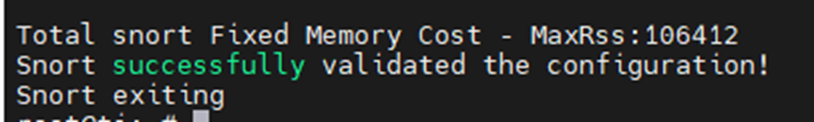 Total snort Fixed Memory Cost - MaxRss:106412
Snort successfully validated the configuration!
Snort exiting